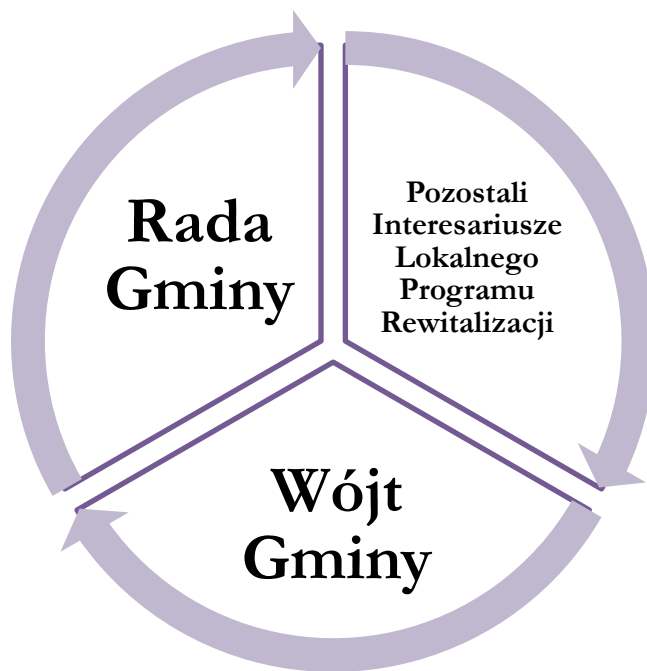 Rada
Gminy
Pozostali
Interesariusze
Lokalnego
Programu
Rewitalizacji
Wójt
Gminy